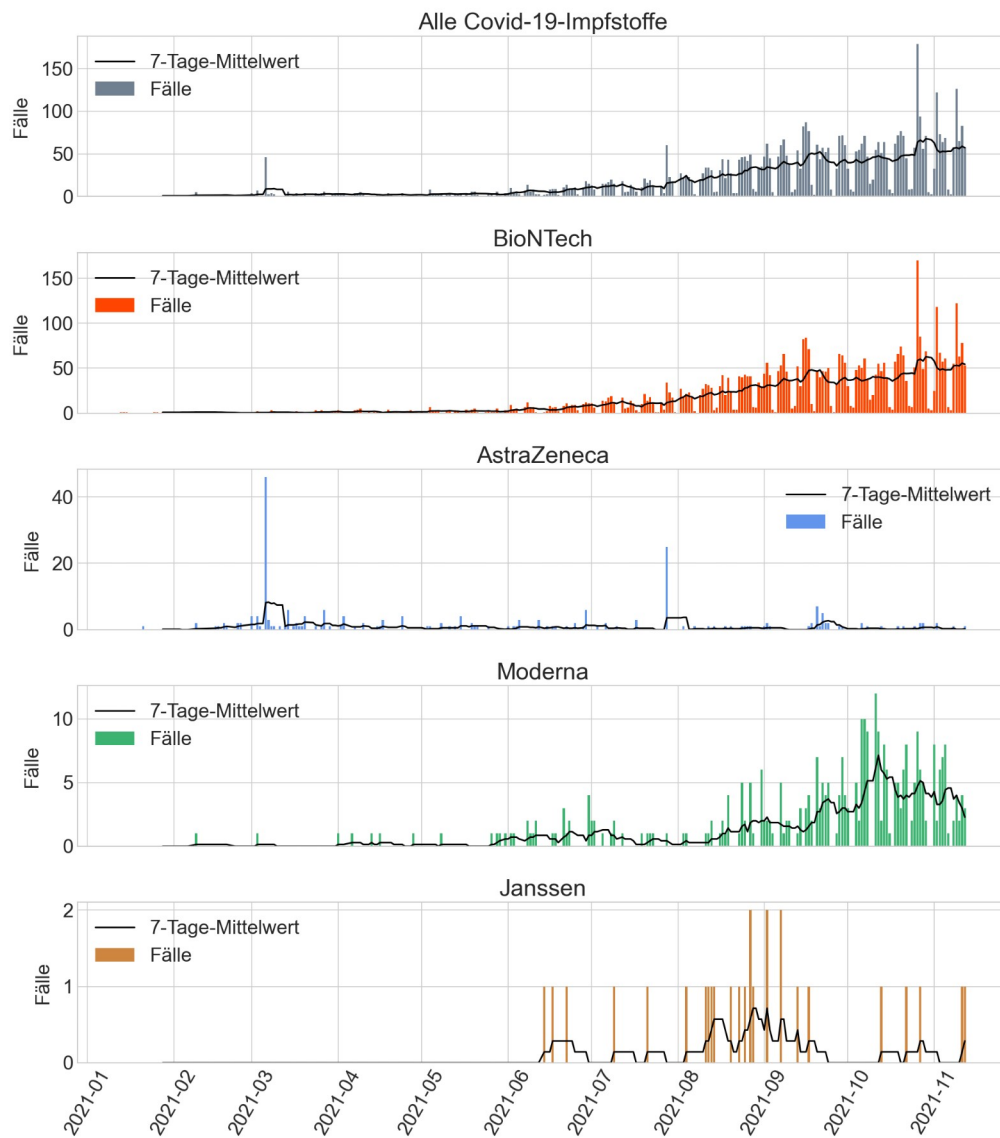 Alle Covid-19-Impfstoffe
Fälle
150
100
50
0
7-Tage-Mittelwert
Fälle
BioNTech
Fälle
150
100
50
0
7-Tage-Mittelwert
Fälle
AstraZeneca
Fälle
40
20
0
7-Tage-Mittelwert
Fälle
Moderna
Fälle
10
5
0
7-Tage-Mittelwert
Fälle
Janssen
Fälle
2
1
0
7-Tage-Mittelwert
Fälle
2021-01
2021-02
2021-03
2021-04
2021-05
2021-06
2021-07
2021-08
2021-09
2021-10
2021-11